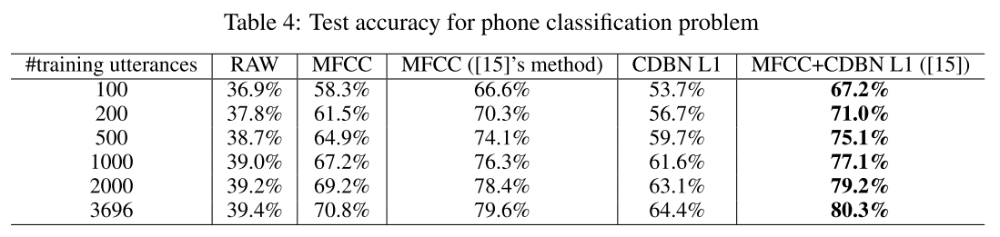 Table 4: Test accuracy for phone classification problem
#training utterances RAW MFCC MFCC ([15]'s method) CDBN L1 MFCC+CDBN L1 ([15])
100 36.9% 58.3% 66.6% 53.7% 67.2%
200 37.8% 61.5% 70.3% 56.7% 71.0%
500 38.7% 64.9% 74.1% 59.7% 75.1%
1000 39.0% 67.2% 76.3% 61.6% 77.1%
2000 39.2% 69.2% 78.4% 63.1% 79.2%
3696 39.4% 70.8% 79.6% 64.4% 80.3%